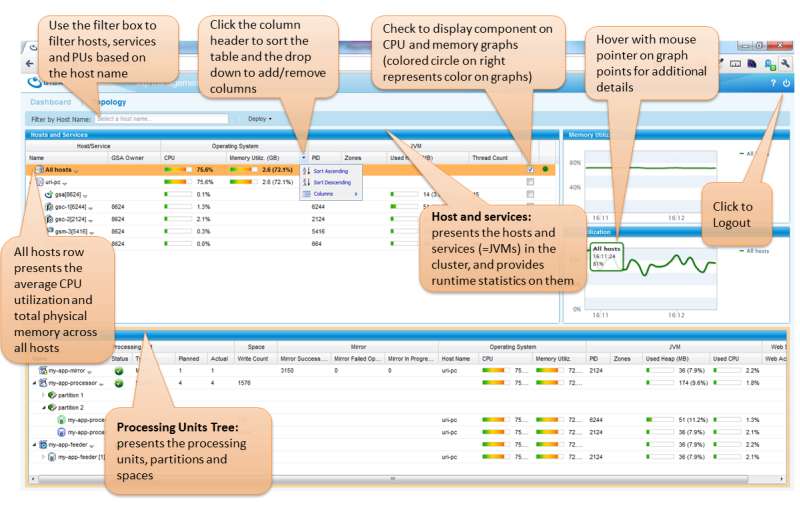 Use the filter box to
filter hosts, services
and PUs based on
the host name
Click the column
header to sort the
table and the drop
down to add/remove
columns
Check to display component on
CPU and memory graphs
(colored circle on right
represents color on graphs)
Hover with mouse
pointer on graph
points for additional
details
Dashboard
Topology
Filter by Host Name: Select a host name...
Deploy
Hosts and Services
Host/Service
Operating System
JVM
Name
GSA Owner
CPU
Memory Utiliz. (GB)
PID
Zones
Thread Count
All hosts
75.6%
2.6 (72.1%)
Sort Ascending
uri-pc
75.6%
2.6 (72.1%)
Sort Descending
gsa[8624]
0.1%
Columns
gsc-1[6244]
8624
1.3%
6244
gsc-2[2124]
8624
2.1%
2124
gsm-3[5416]
8624
0.3%
5416
8624
0.0%
664
80%
40%
16:11
16:12
All hosts
Click to
Logout
All hosts
16:11:24
81%
All hosts
0%
16:11
16:12
Host and services:
presents the hosts and
services (=JVMs) in the
cluster, and provides
runtime statistics on them
All hosts row
presents the
average CPU
utilization and
total physical
memory across
all hosts
Space
Mirror
Operating System
JVM
Web S
Status
Planned
Actual
Write Count
Mirror Success....
Mirror Failed Op...
Mirror In Progre...
Host Name
CPU
Memory Utiliz.
PID
Zones
Used Heap (MB)
Used CPU
Web Ac
my-app-mirror
1
1
3150
0
0
uri-pc
75...
72...
2124
36 (7.9%)
2.2%
my-app-processor
4
4
1576
75...
72...
174 (9.6%)
1.8%
partition 1
partition 2
my-app-proce
uri-pc
75...
72...
6244
51 (11.2%)
1.3%
my-app-proce
uri-pc
75...
72...
2124
36 (7.9%)
2.1%
my-app-feeder
75...
72...
36 (7.9%)
2.2%
my-app-feeder [1]
uri-pc
75...
72...
2124
36 (7.9%)
2.1%
Processing Units Tree:
presents the processing
units, partitions and
spaces